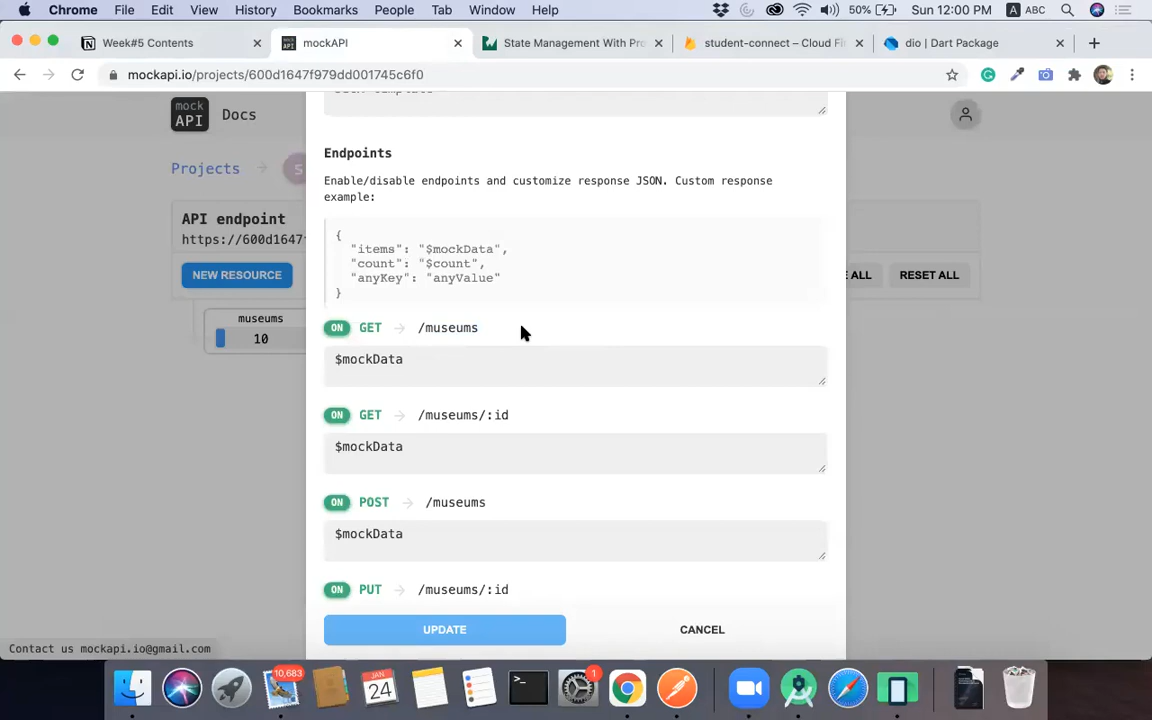 Chrome File Edit View History Bookmarks People Tab Window Help 50% Sun 12:00 PM A ABC
Week#5 Contents mockAPI State Management With Pro student-connect – Cloud Fi dio | Dart Package
mockapi.io/projects/600d1647f979dd001745c6f0
mock API Docs
Projects S
API endpoint
https://600d1647
NEW RESOURCE E ALL RESET ALL
museums
10
Endpoints
Enable/disable endpoints and customize response JSON. Custom response
example:
{
"items": "$mockData",
"count": "$count",
"anyKey": "anyValue"
}
ON GET → /museums
$mockData
ON GET → /museums/:id
$mockData
ON POST → /museums
$mockData
ON PUT → /museums/:id
UPDATE CANCEL
Contact us mockapi.io@gmail.com
10,683 JAN 24 >_ 1